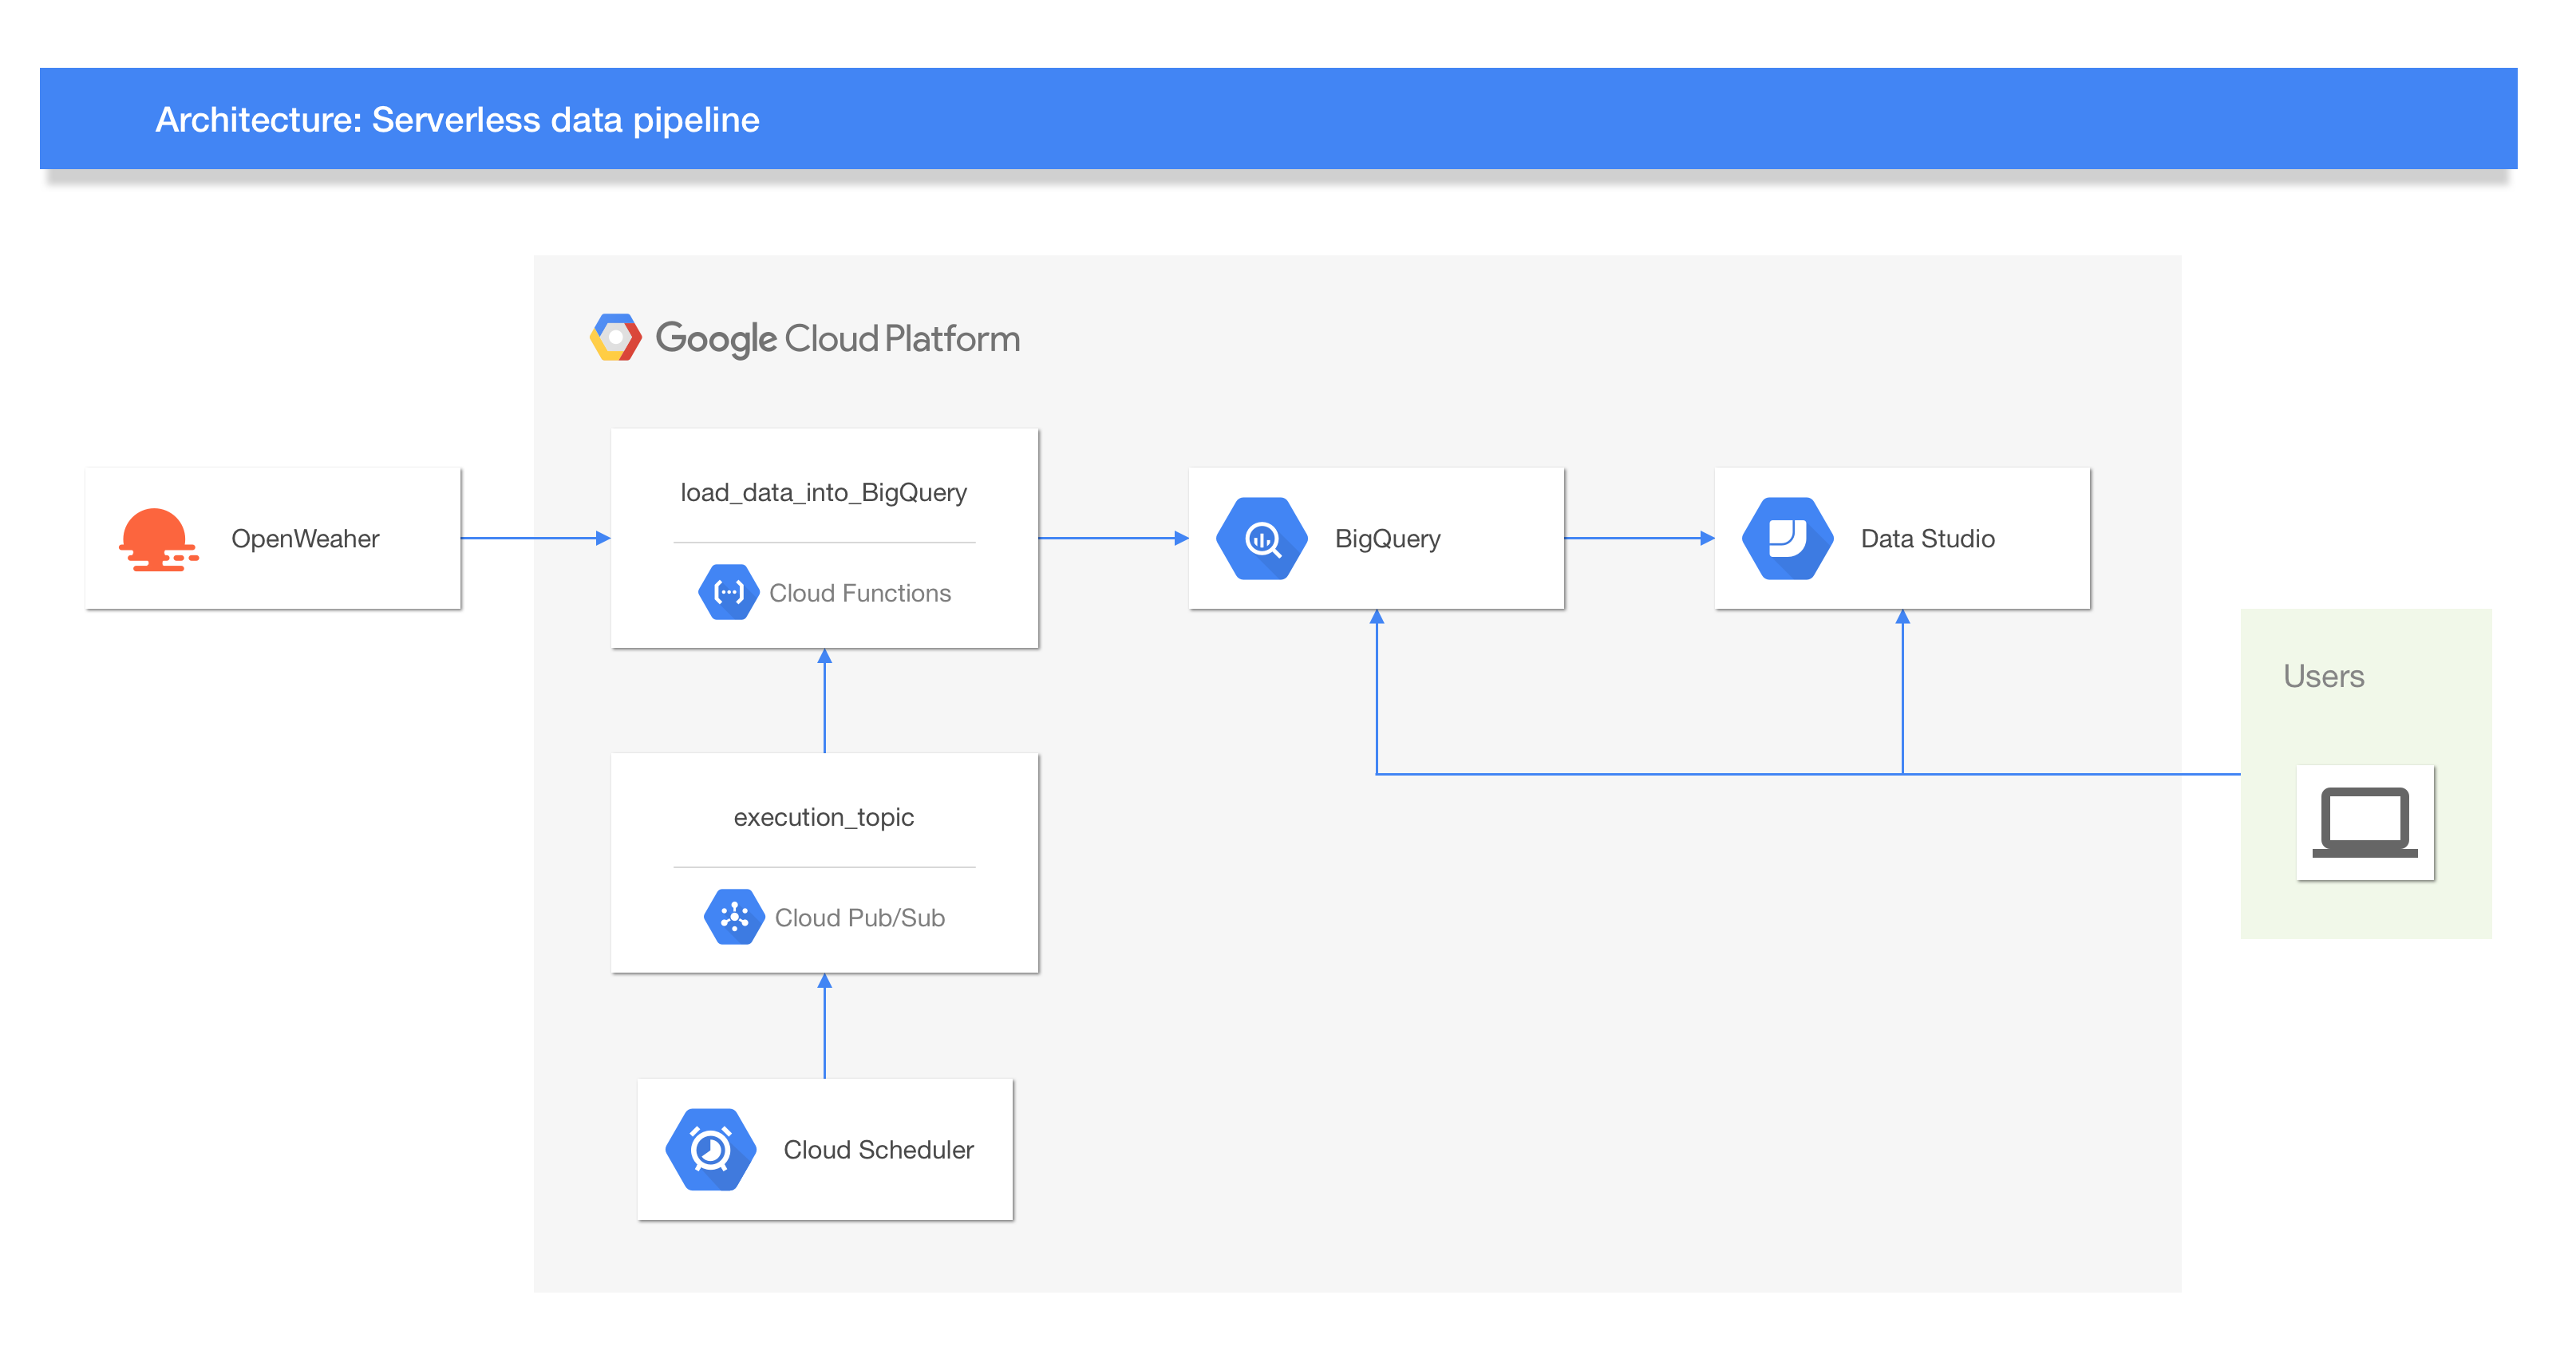 Architecture: Serverless data pipeline
Google Cloud Platform
load_data_into_BigQuery
Cloud Functions
OpenWeaher
BigQuery
Data Studio
Users
execution_topic
Cloud Pub/Sub
Cloud Scheduler